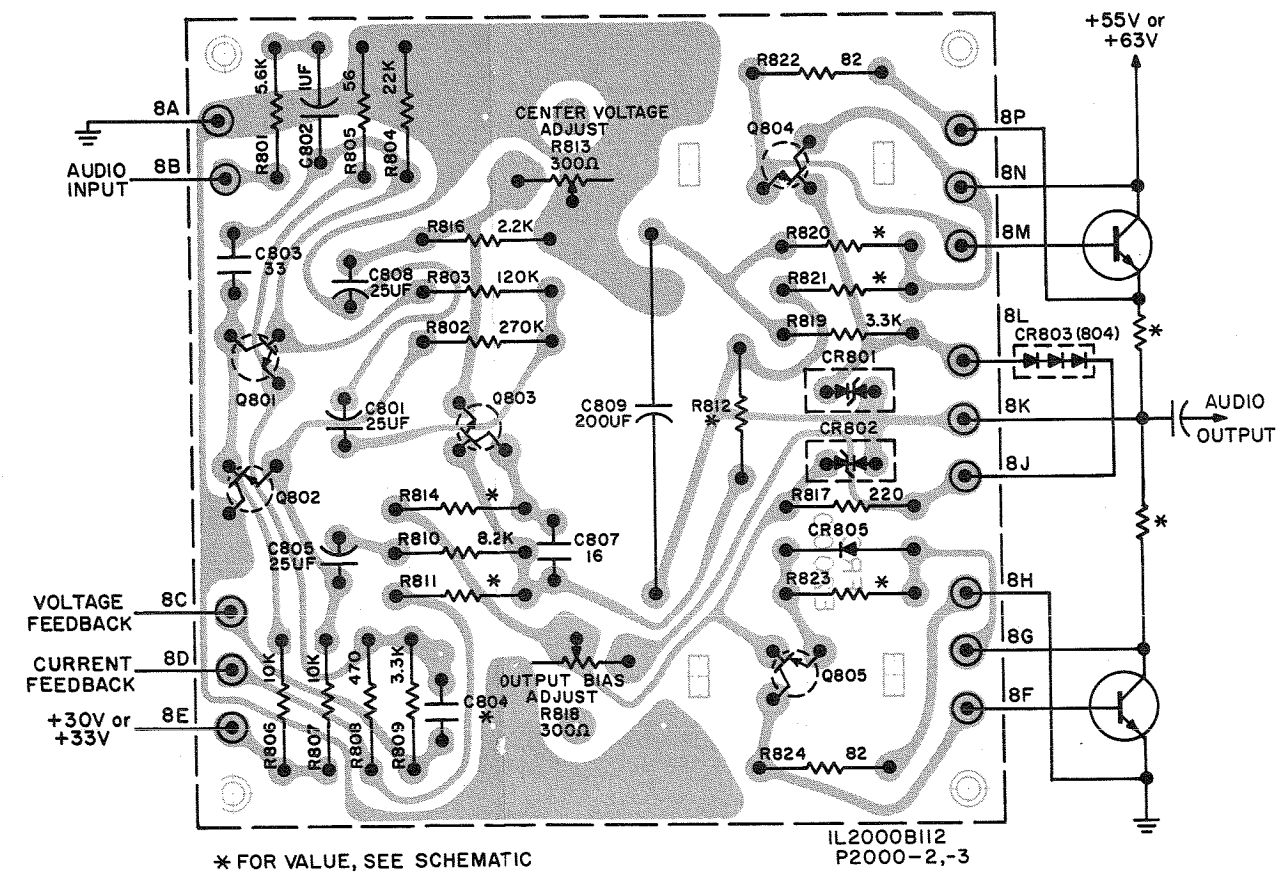 +55V or
+63V
R822 82
5.6K
1UF
56
22K
8A
CENTER VOLTAGE
ADJUST
R813
300Ω
Q804
8P
R801
C802
R805
R804
AUDIO
INPUT
8B
8N
R816 2.2K
R820 *
8M
C803
33
C808
25UF
R803 120K
R821 *
R802 270K
R819 3.3K
8L
CR803 (804)
*
CR801
Q801
Q803
C801
25UF
C809
200UF
R812
*
8K
AUDIO
OUTPUT
CR802
8J
Q802
R814 *
R817 220
*
C805
25UF
R810 8.2K
C807
16
CR805
R811 *
R823 *
8H
VOLTAGE
FEEDBACK
8C
8G
CURRENT
FEEDBACK
8D
10K
10K
470
3.3K
OUTPUT BIAS
ADJUST
R818
300Ω
Q805
C804
*
8F
+30V or
+33V
8E
R806
R807
R808
R809
R824 82
IL2000B112
P2000-2,-3
* FOR VALUE, SEE SCHEMATIC